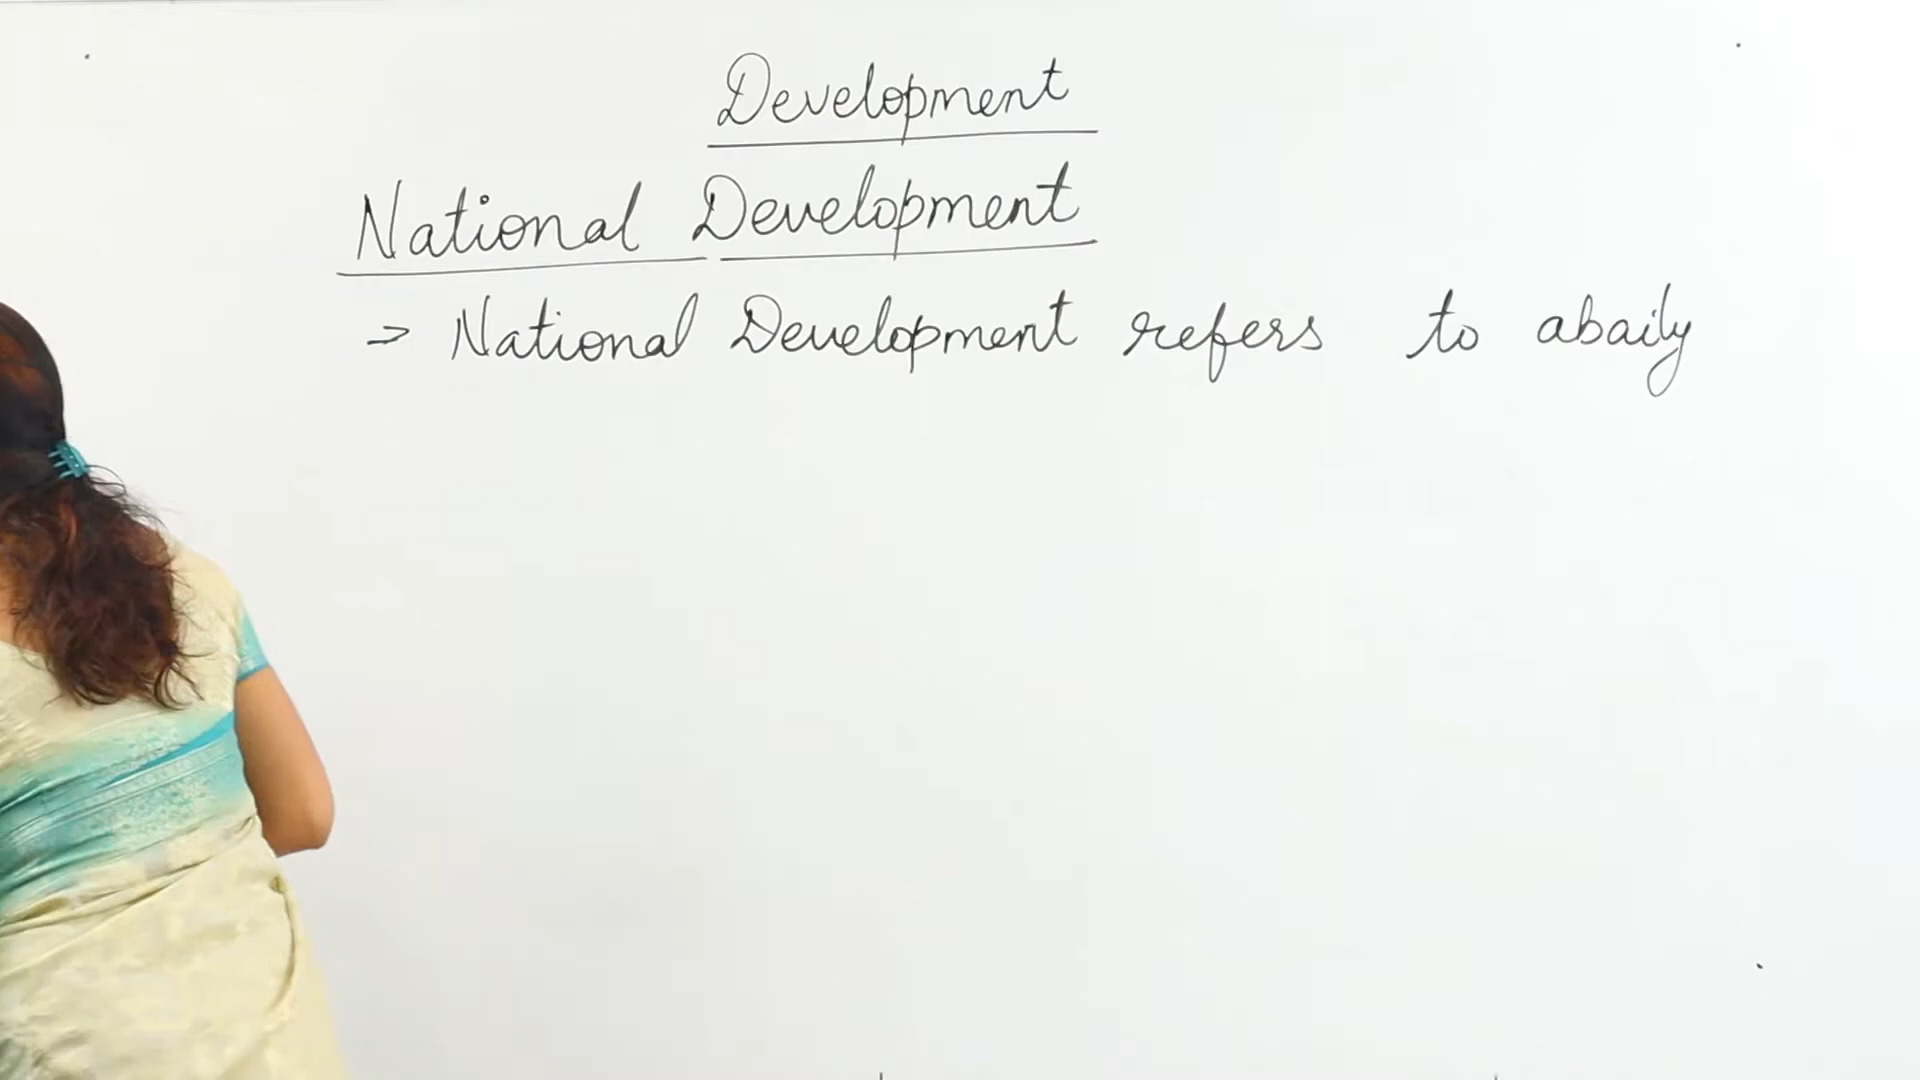 Development
National Development
=> National Development refers to abaily